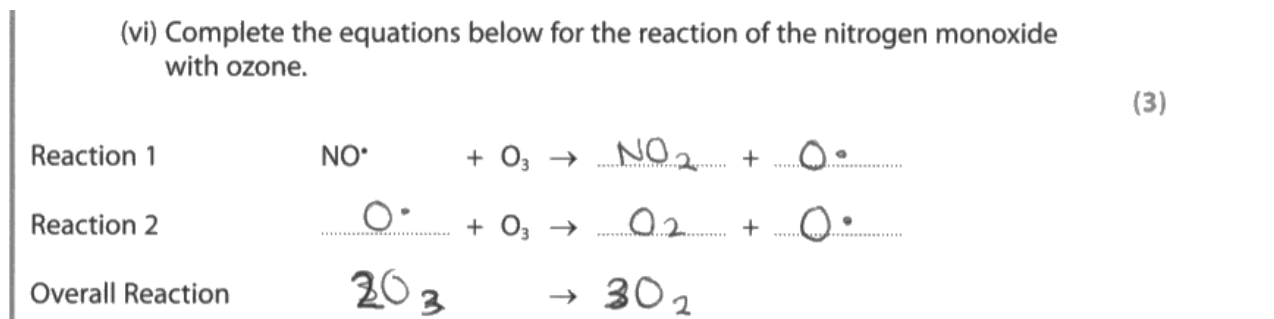 (vi) Complete the equations below for the reaction of the nitrogen monoxide
with ozone.
(3)
Reaction 1 NO• + O₃ → NO₂ + O•
Reaction 2 O• + O₃ → O₂ + O•
Overall Reaction 2O₃ → 3O₂